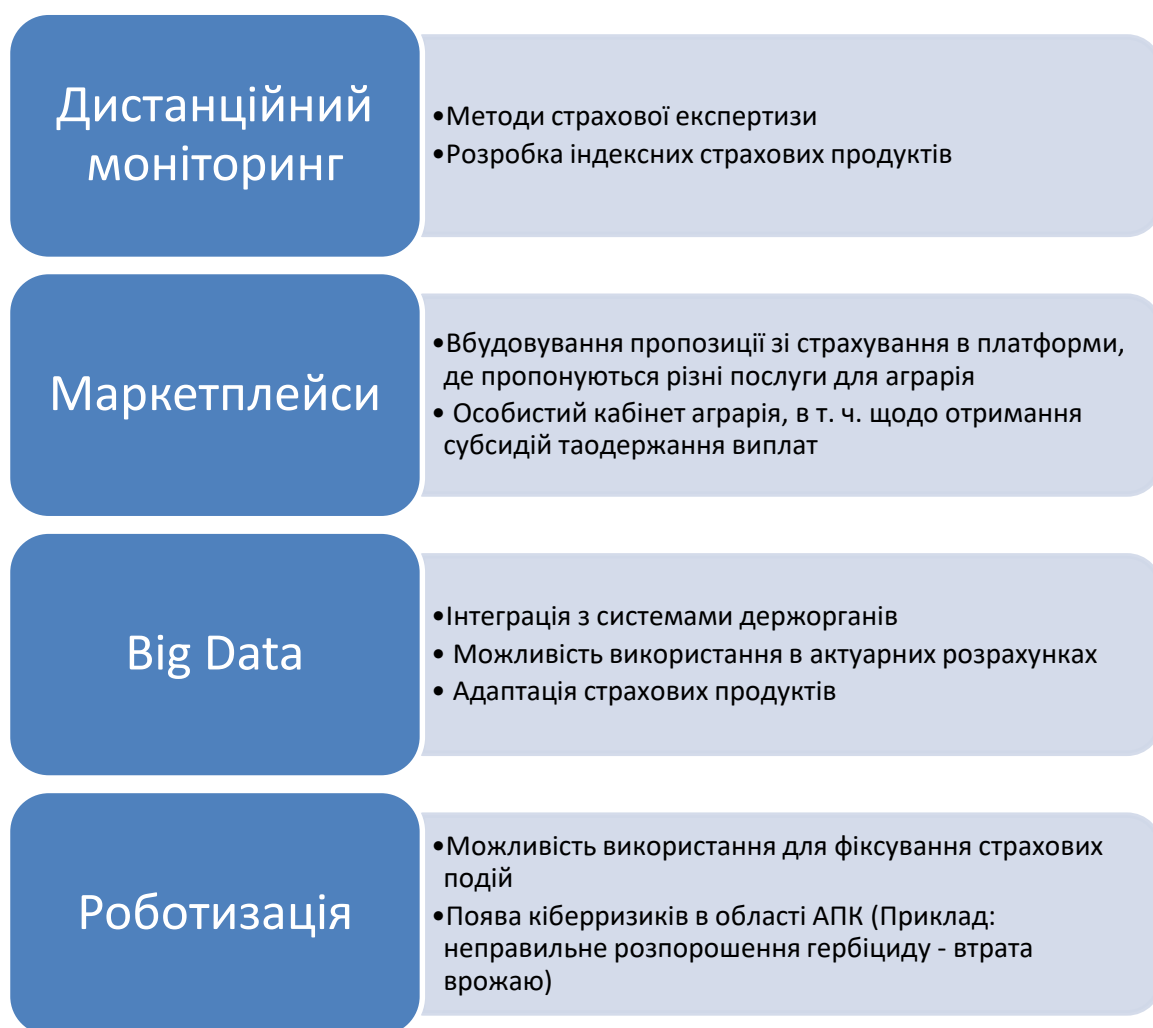 Дистанційний
моніторинг
•Методи страхової експертизи
•Розробка індексних страхових продуктів
Маркетплейси
•Вбудовування пропозиції зі страхування в платформи,
де пропонуються різні послуги для аграрія
• Особистий кабінет аграрія, в т. ч. щодо отримання
субсидій таодержання виплат
Big Data
•Інтеграція з системами держорганів
• Можливість використання в актуарних розрахунках
• Адаптація страхових продуктів
Роботизація
•Можливість використання для фіксування страхових
подій
•Поява кіберризиків в області АПК (Приклад:
неправильне розпорошення гербіциду - втрата
врожаю)